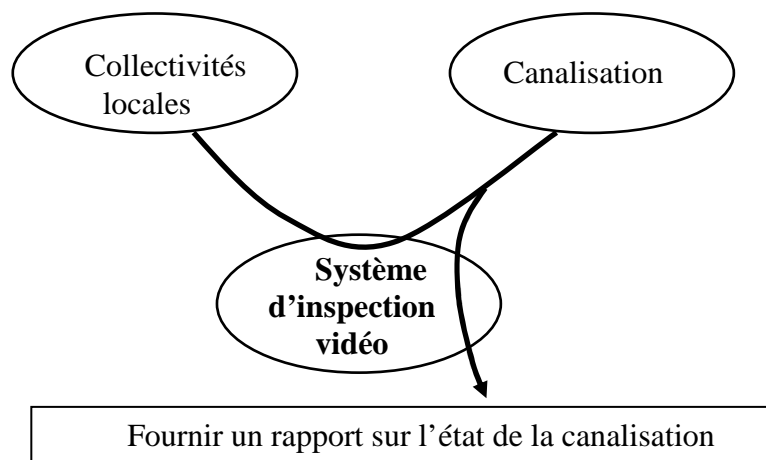 Collectivités
locales
Canalisation
Système
d’inspection
vidéo
Fournir un rapport sur l’état de la canalisation